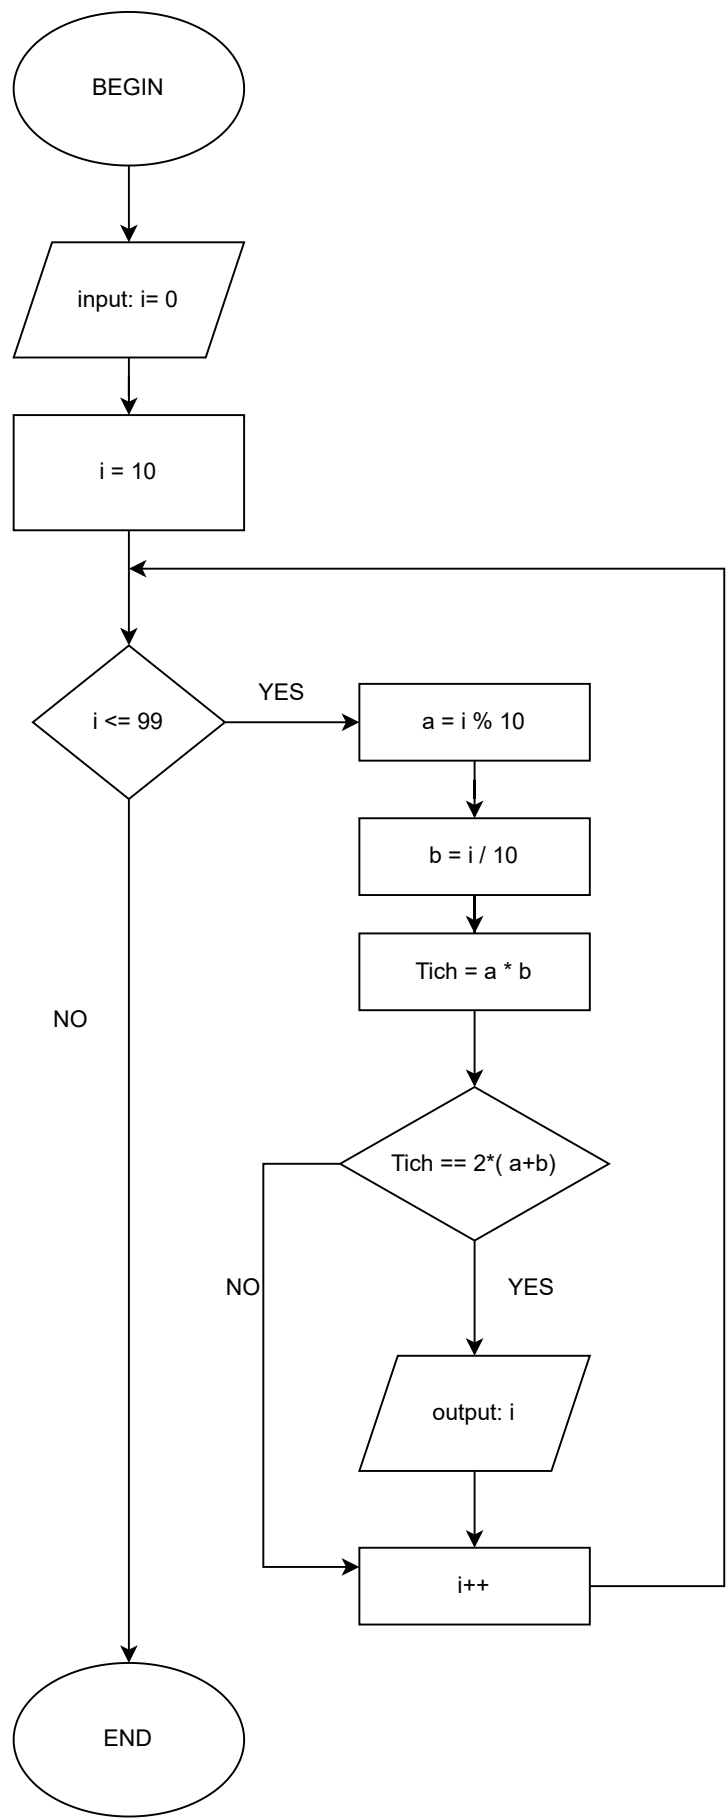 BEGIN
input: i= 0
i = 10
i <= 99
YES
a = i % 10
b = i / 10
Tich = a * b
NO
Tich == 2*( a+b)
NO
YES
output: i
i++
END